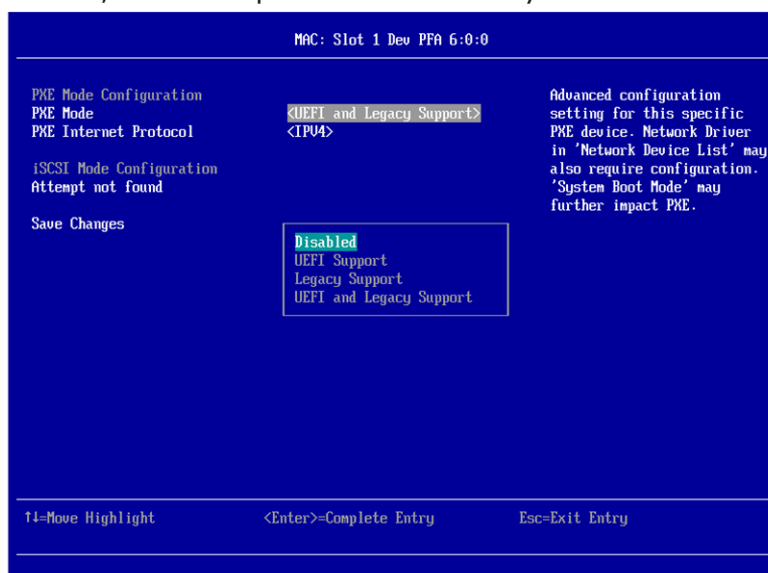 MAC: Slot 1 Dev PFA 6:0:0
PXE Mode Configuration
PXE Mode <UEFI and Legacy Support>
PXE Internet Protocol <IPV4>
iSCSI Mode Configuration
Attempt not found
Save Changes
Advanced configuration
setting for this specific
PXE device. Network Driver
in 'Network Device List' may
also require configuration.
'System Boot Mode' may
further impact PXE.
Disabled
UEFI Support
Legacy Support
UEFI and Legacy Support
↑↓=Move Highlight <Enter>=Complete Entry Esc=Exit Entry